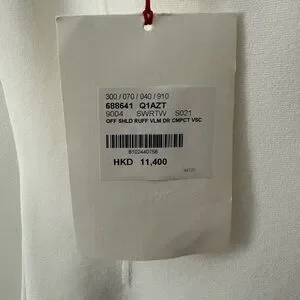 300 / 070 / 040 / 910
688641 Q1AZT
9004 SWRTW S021
OFF SHLD RUFF VLM DR CMPCT VSC
8102440756
HKD 11,400